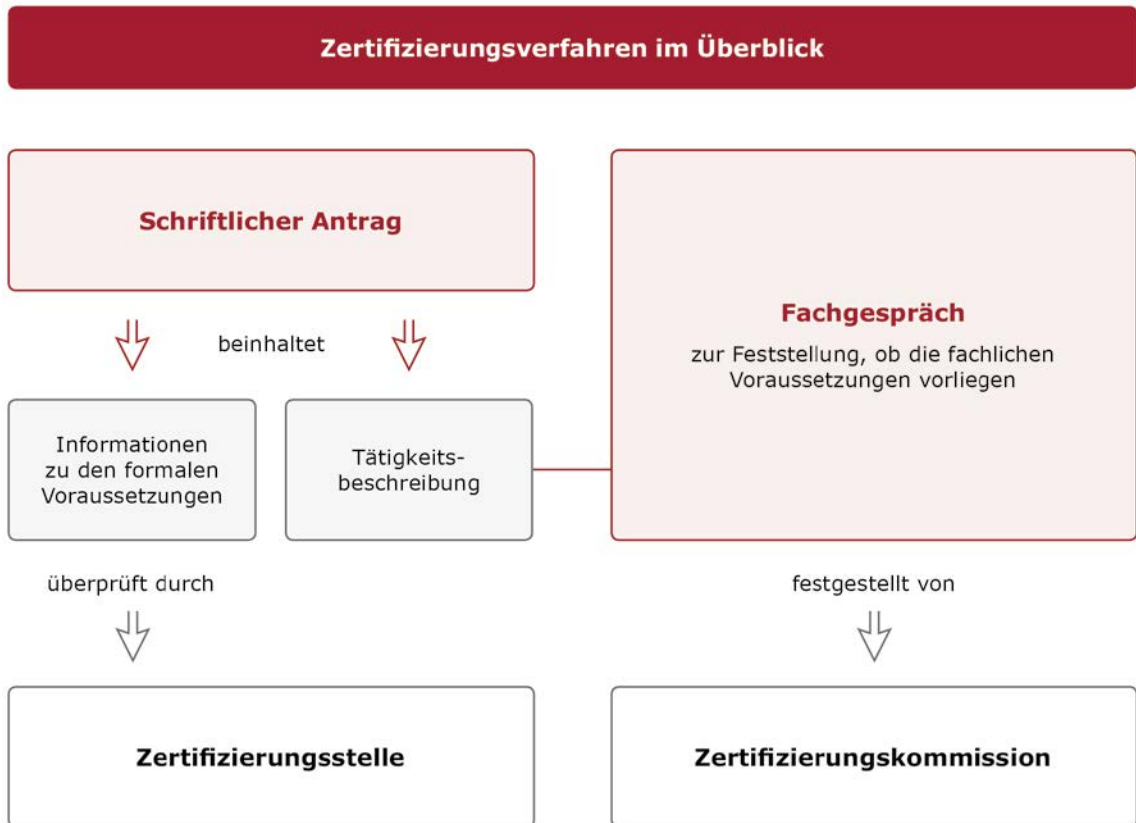 Zertifizierungsverfahren im Überblick
Schriftlicher Antrag
beinhaltet
Informationen
zu den formalen
Voraussetzungen
Tätigkeits-
beschreibung
überprüft durch
Zertifizierungsstelle
Fachgespräch
zur Feststellung, ob die fachlichen
Voraussetzungen vorliegen
festgestellt von
Zertifizierungskommission